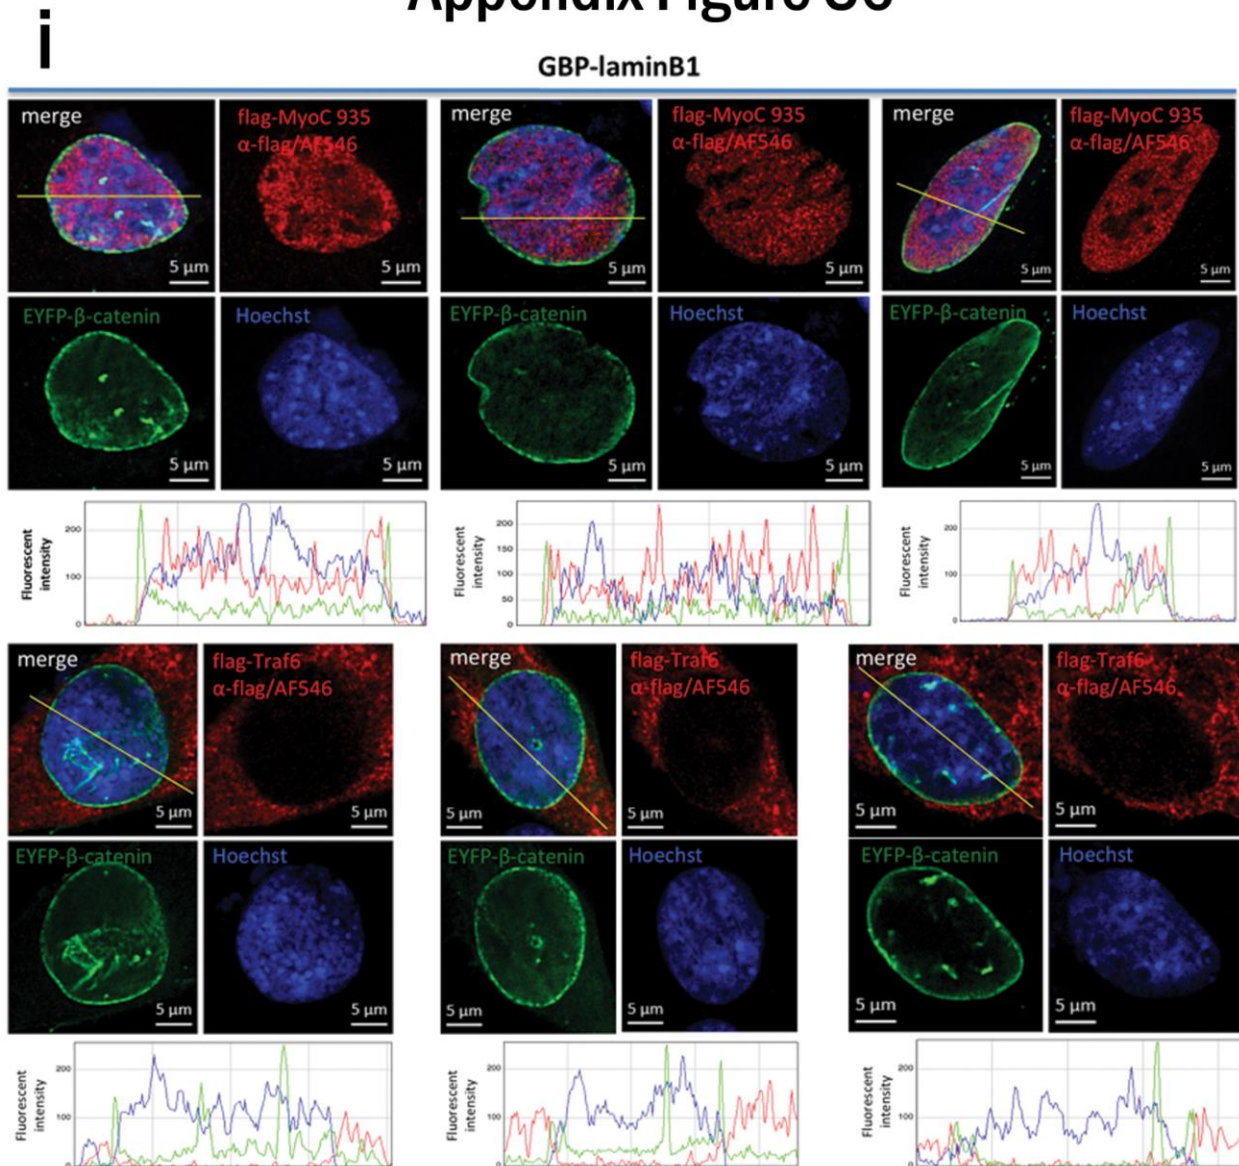 Appendix Figure S6
i
GBP-laminB1
merge
flag-MyoC 935
α-flag/AF546
5 µm
5 µm
merge
flag-MyoC 935
α-flag/AF546
5 µm
5 µm
merge
flag-MyoC 935
α-flag/AF546
5 µm
5 µm
EYFP-β-catenin
Hoechst
5 µm
5 µm
EYFP-β-catenin
Hoechst
5 µm
5 µm
EYFP-β-catenin
Hoechst
5 µm
5 µm
Fluorescent
intensity
200
100
0
Fluorescent
intensity
200
150
100
50
0
Fluorescent
intensity
200
100
0
merge
flag-Traf6
α-flag/AF546
5 µm
merge
flag-Traf6
α-flag/AF546
5 µm
5 µm
merge
flag-Traf6
α-flag/AF546
5 µm
5 µm
EYFP-β-catenin
Hoechst
5 µm
5 µm
EYFP-β-catenin
Hoechst
5 µm
5 µm
EYFP-β-catenin
Hoechst
5 µm
5 µm
Fluorescent
intensity
200
100
0
Fluorescent
intensity
200
100
0
Fluorescent
intensity
200
100
0